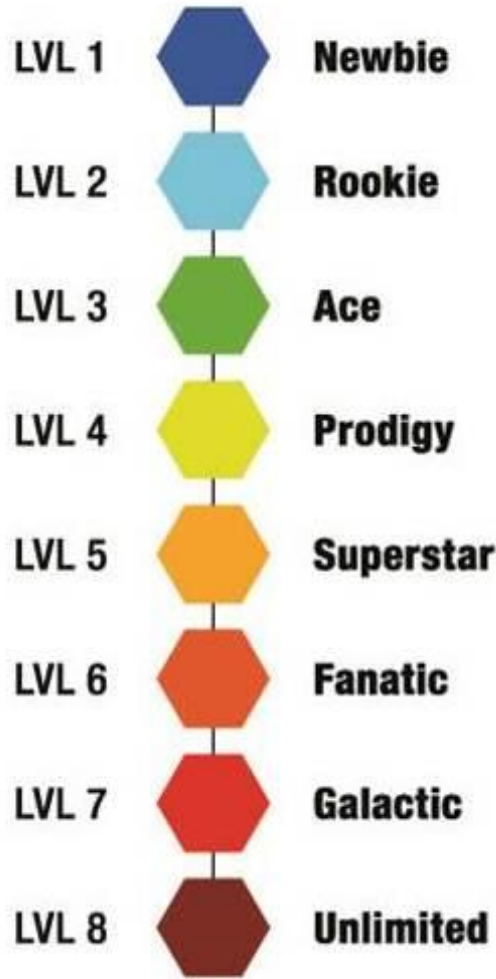 LVL 1 Newbie
LVL 2 Rookie
LVL 3 Ace
LVL 4 Prodigy
LVL 5 Superstar
LVL 6 Fanatic
LVL 7 Galactic
LVL 8 Unlimited